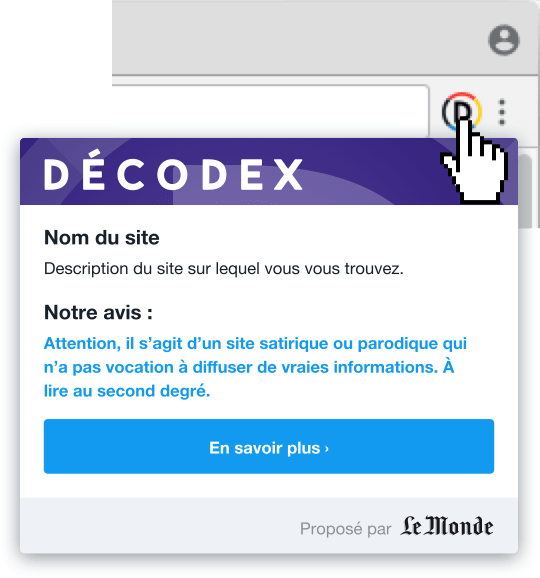 D
DÉCODEX
Nom du site
Description du site sur lequel vous vous trouvez.
Notre avis :
Attention, il s’agit d’un site satirique ou parodique qui
n’a pas vocation à diffuser de vraies informations. À
lire au second degré.
En savoir plus ›
Proposé par Le Monde